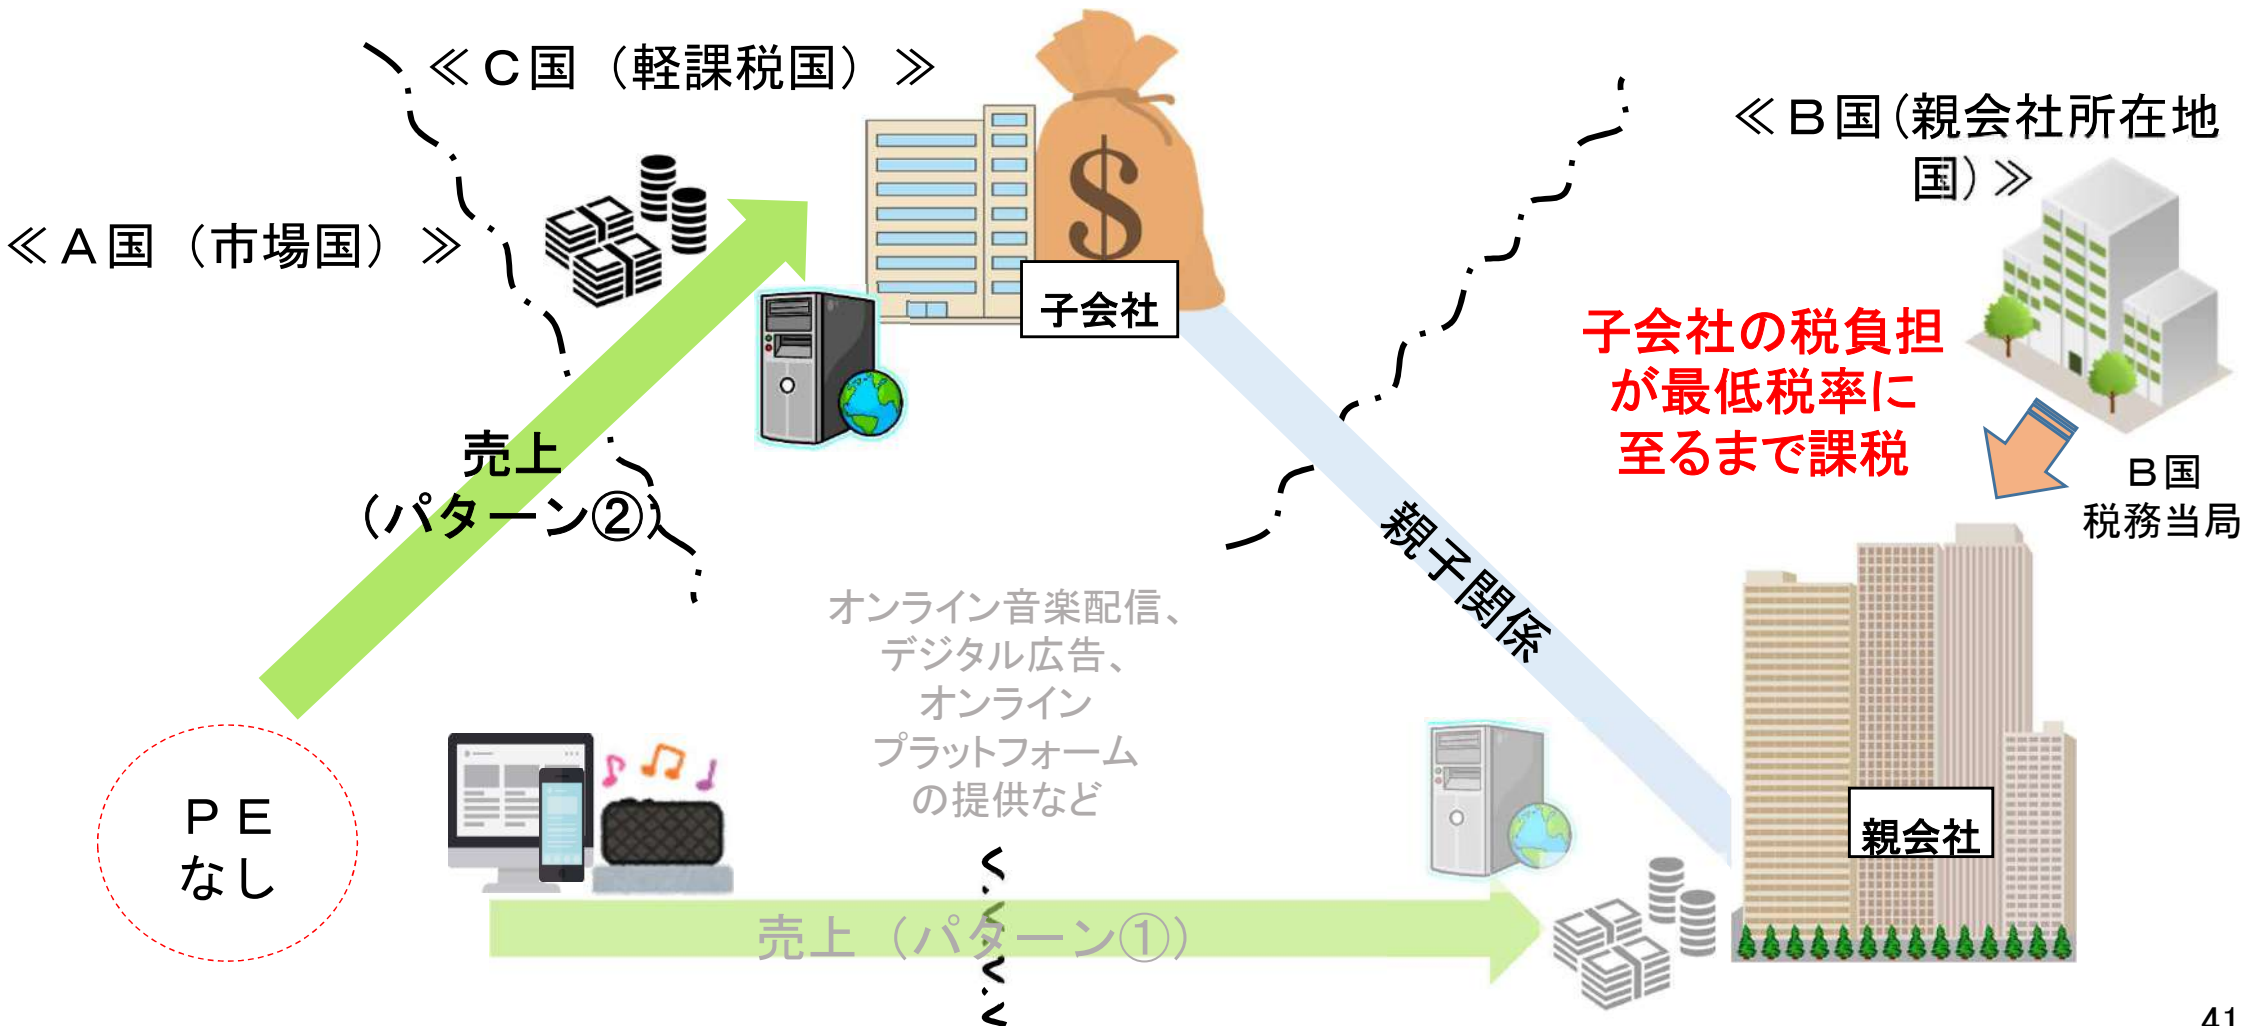 ≪Ｃ国（軽課税国）≫
≪Ｂ国（親会社所在地
国）≫
≪Ａ国（市場国）≫
$
子会社
子会社の税負担
が最低税率に
至るまで課税
Ｂ国
税務当局
売上
（パターン②）
親子関係
オンライン音楽配信、
デジタル広告、
オンライン
プラットフォーム
の提供など
ＰＥ
なし
親会社
売上（パターン①）
41